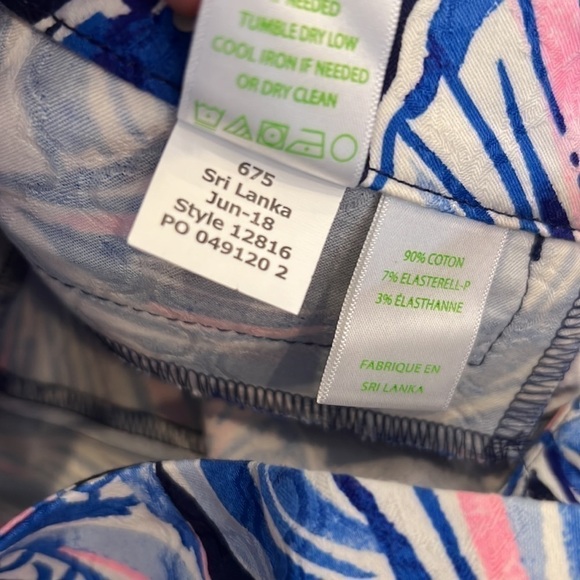 NEEDED
TUMBLE DRY LOW
COOL IRON IF NEEDED
OR DRY CLEAN
675
Sri Lanka
Jun-18
Style 12816
PO 049120 2
90% COTON
7% ELASTERELL-P
3% ÉLASTHANNE
FABRIQUE EN
SRI LANKA